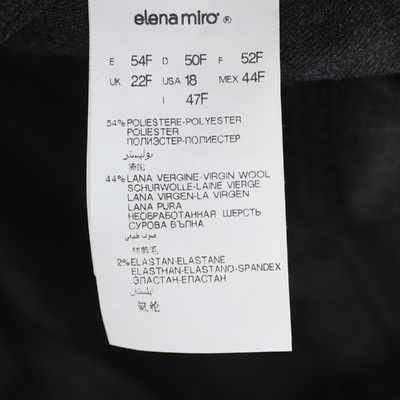 elena miro ®
E 54F D 50F F 52F
UK 22F USA 18 MEX 44F
I 47F
54% POLIESTERE-POLYESTER
POLIESTER
ПОЛИЭСТЕР-ПОЛИЕСТЕР
بوليستر
44% LANA VERGINE-VIRGIN WOOL
SCHURWOLLE-LAINE VIERGE
LANA VIRGEN-LA VIRGEN
LANA PURA
НЕОБРАБОТАННАЯ ШЕРСТЬ
СУРОВА ВЪЛНА
2% ELASTAN-ELASTANE
ELASTHAN-ELASTANO-SPANDEX
ЭЛАСТАН-ЕЛАСТАН